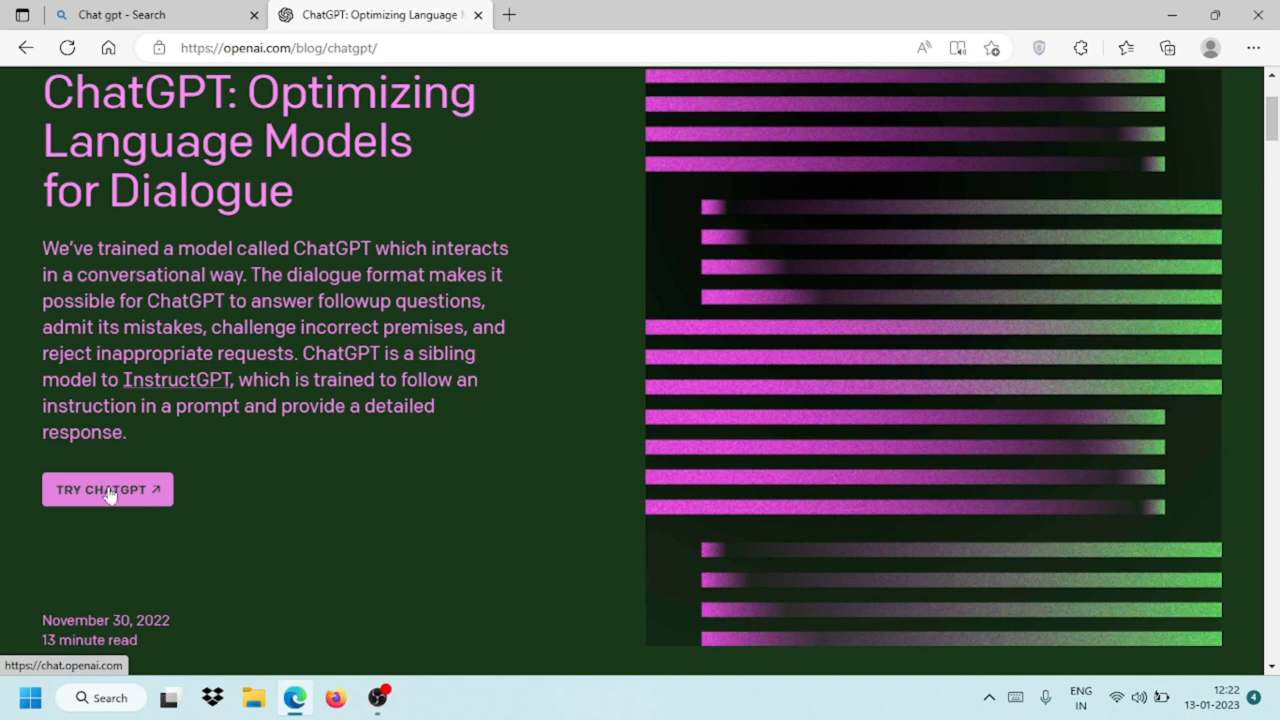 Chat gpt - Search
ChatGPT: Optimizing Language
https://openai.com/blog/chatgpt/
ChatGPT: Optimizing
Language Models
for Dialogue
We've trained a model called ChatGPT which interacts
in a conversational way. The dialogue format makes it
possible for ChatGPT to answer followup questions,
admit its mistakes, challenge incorrect premises, and
reject inappropriate requests. ChatGPT is a sibling
model to InstructGPT, which is trained to follow an
instruction in a prompt and provide a detailed
response.
TRY CHATGPT ↗
November 30, 2022
13 minute read
https://chat.openai.com
Search
ENG
IN
12:22
13-01-2023
4